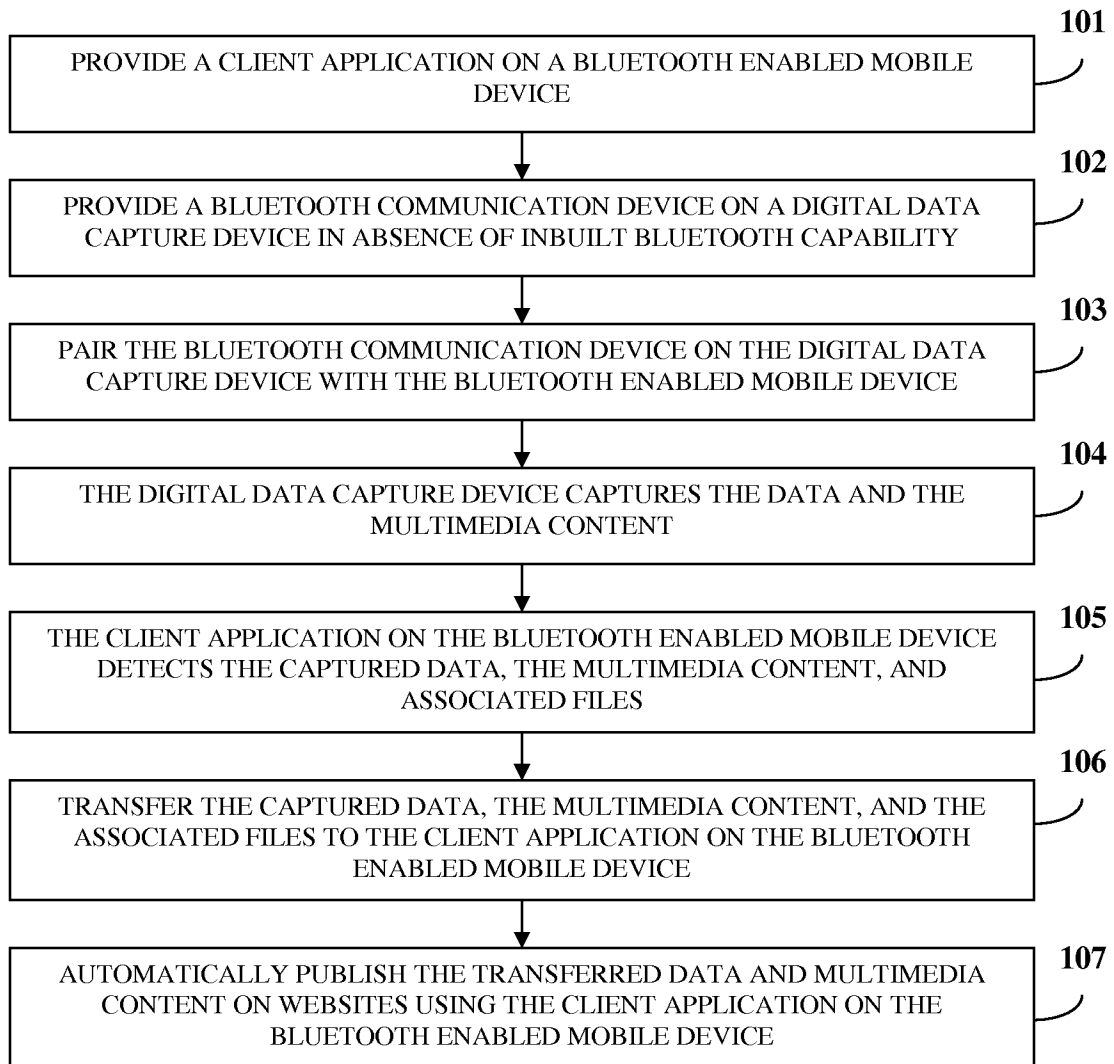 101
PROVIDE A CLIENT APPLICATION ON A BLUETOOTH ENABLED MOBILE
DEVICE
102
PROVIDE A BLUETOOTH COMMUNICATION DEVICE ON A DIGITAL DATA
CAPTURE DEVICE IN ABSENCE OF INBUILT BLUETOOTH CAPABILITY
103
PAIR THE BLUETOOTH COMMUNICATION DEVICE ON THE DIGITAL DATA
CAPTURE DEVICE WITH THE BLUETOOTH ENABLED MOBILE DEVICE
104
THE DIGITAL DATA CAPTURE DEVICE CAPTURES THE DATA AND THE
MULTIMEDIA CONTENT
105
THE CLIENT APPLICATION ON THE BLUETOOTH ENABLED MOBILE DEVICE
DETECTS THE CAPTURED DATA, THE MULTIMEDIA CONTENT, AND
ASSOCIATED FILES
106
TRANSFER THE CAPTURED DATA, THE MULTIMEDIA CONTENT, AND THE
ASSOCIATED FILES TO THE CLIENT APPLICATION ON THE BLUETOOTH
ENABLED MOBILE DEVICE
107
AUTOMATICALLY PUBLISH THE TRANSFERRED DATA AND MULTIMEDIA
CONTENT ON WEBSITES USING THE CLIENT APPLICATION ON THE
BLUETOOTH ENABLED MOBILE DEVICE